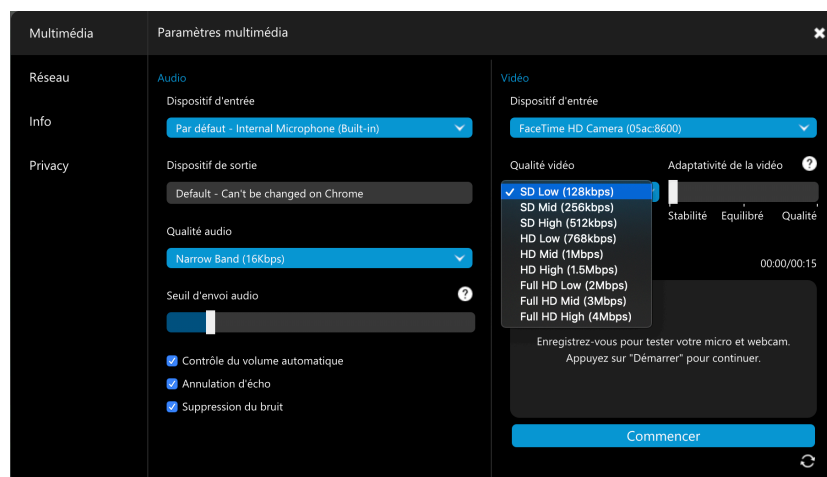 Multimédia
Paramètres multimédia
Réseau
Info
Privacy
Audio
Dispositif d'entrée
Par défaut - Internal Microphone (Built-in)
Dispositif de sortie
Default - Can't be changed on Chrome
Qualité audio
Narrow Band (16Kbps)
Seuil d'envoi audio
?
Contrôle du volume automatique
Annulation d'écho
Suppression du bruit
Vidéo
Dispositif d'entrée
FaceTime HD Camera (05ac:8600)
Qualité vidéo
Adaptativité de la vidéo
?
SD Low (128kbps)
SD Mid (256kbps)
SD High (512kbps)
HD Low (768kbps)
HD Mid (1Mbps)
HD High (1.5Mbps)
Full HD Low (2Mbps)
Full HD Mid (3Mbps)
Full HD High (4Mbps)
Stabilité Equilibré Qualité
00:00/00:15
Enregistrez-vous pour tester votre micro et webcam.
Appuyez sur "Démarrer" pour continuer.
Commencer